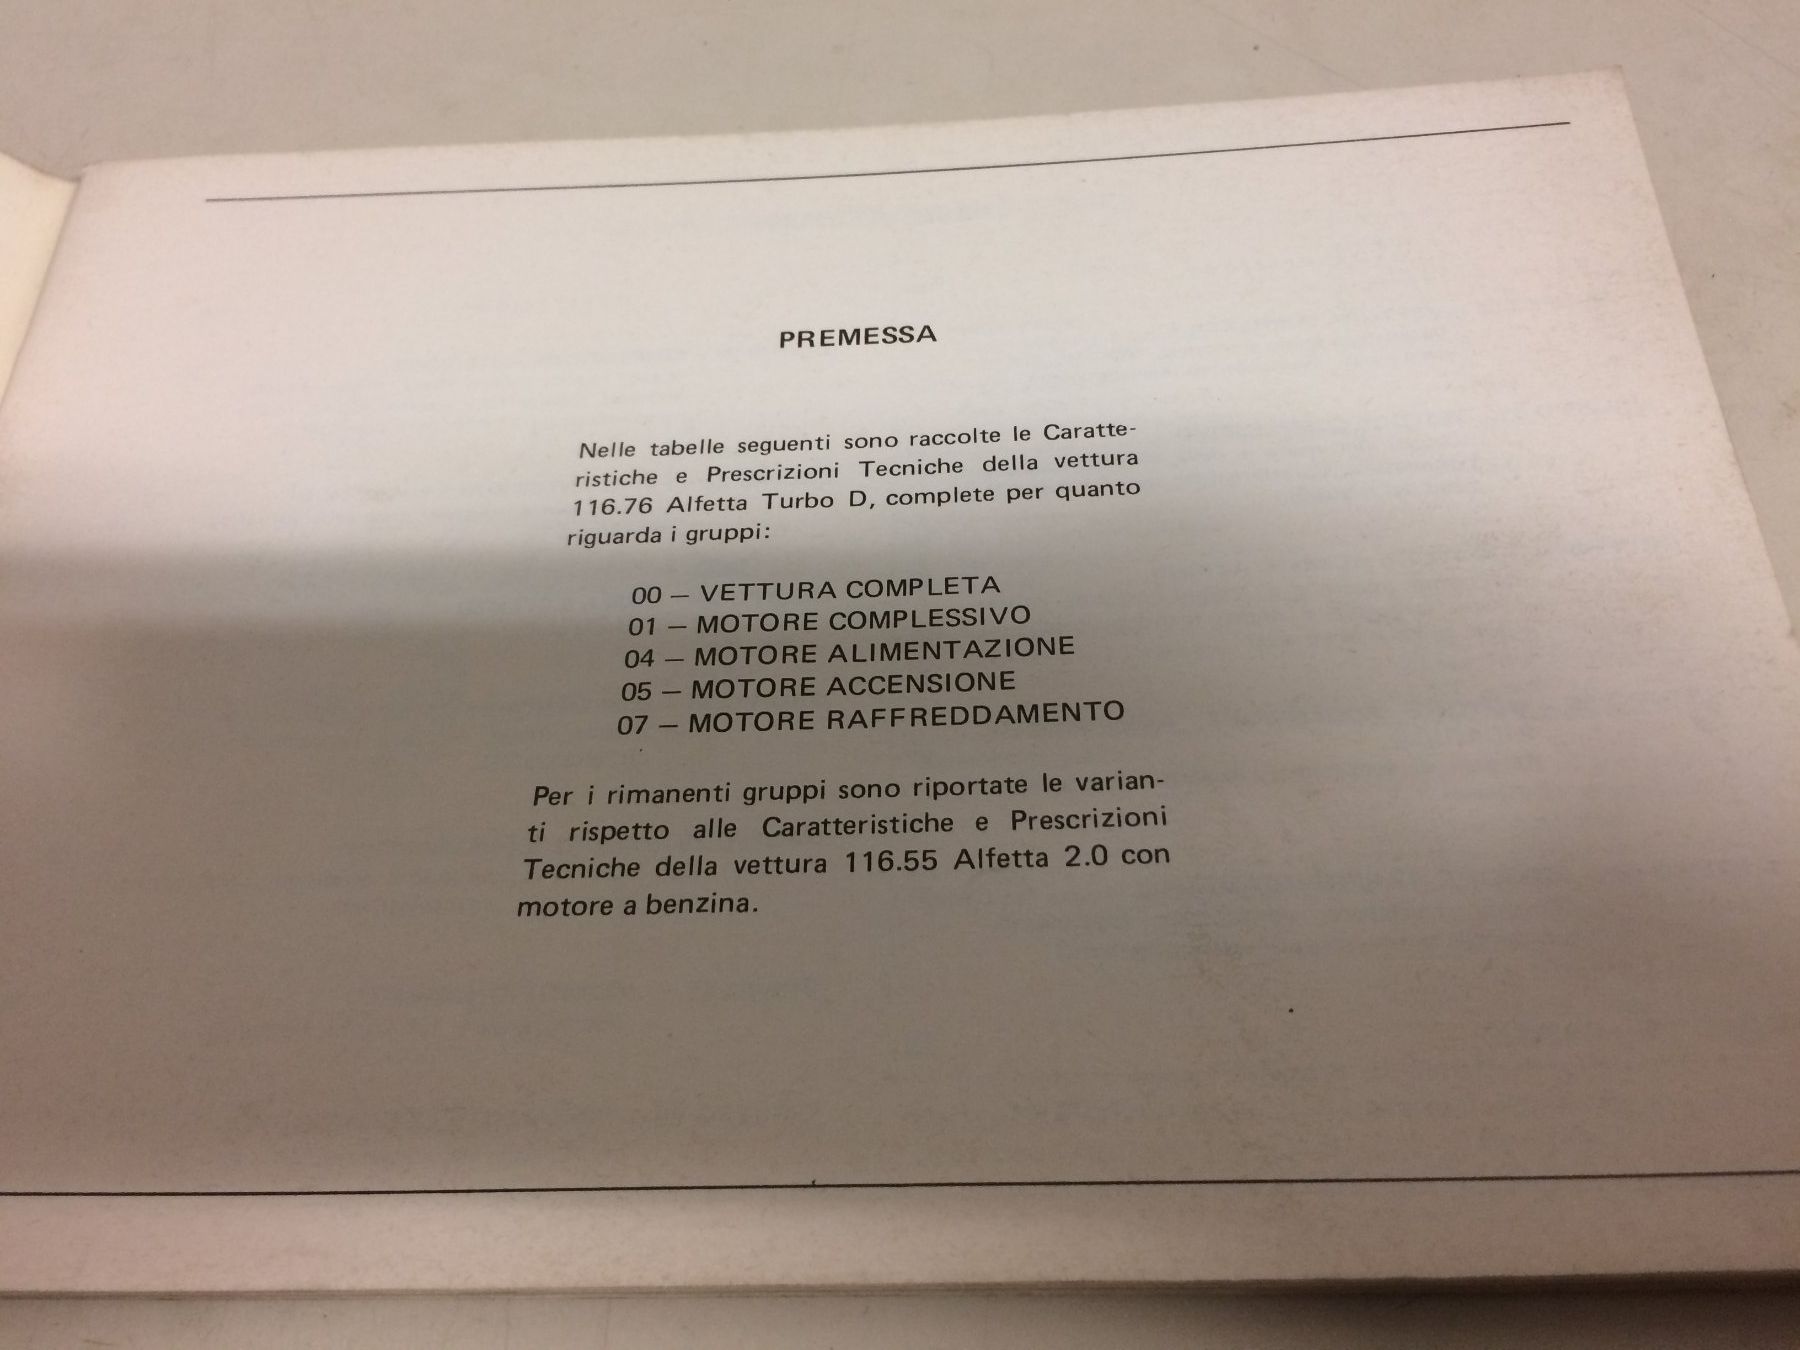 PREMESSA
Nelle tabelle seguenti sono raccolte le Caratte-
ristiche e Prescrizioni Tecniche della vettura
116.76 Alfetta Turbo D, complete per quanto
riguarda i gruppi:
00 – VETTURA COMPLETA
01 – MOTORE COMPLESSIVO
04 – MOTORE ALIMENTAZIONE
05 – MOTORE ACCENSIONE
07 – MOTORE RAFFREDDAMENTO
Per i rimanenti gruppi sono riportate le varian-
ti rispetto alle Caratteristiche e Prescrizioni
Tecniche della vettura 116.55 Alfetta 2.0 con
motore a benzina.